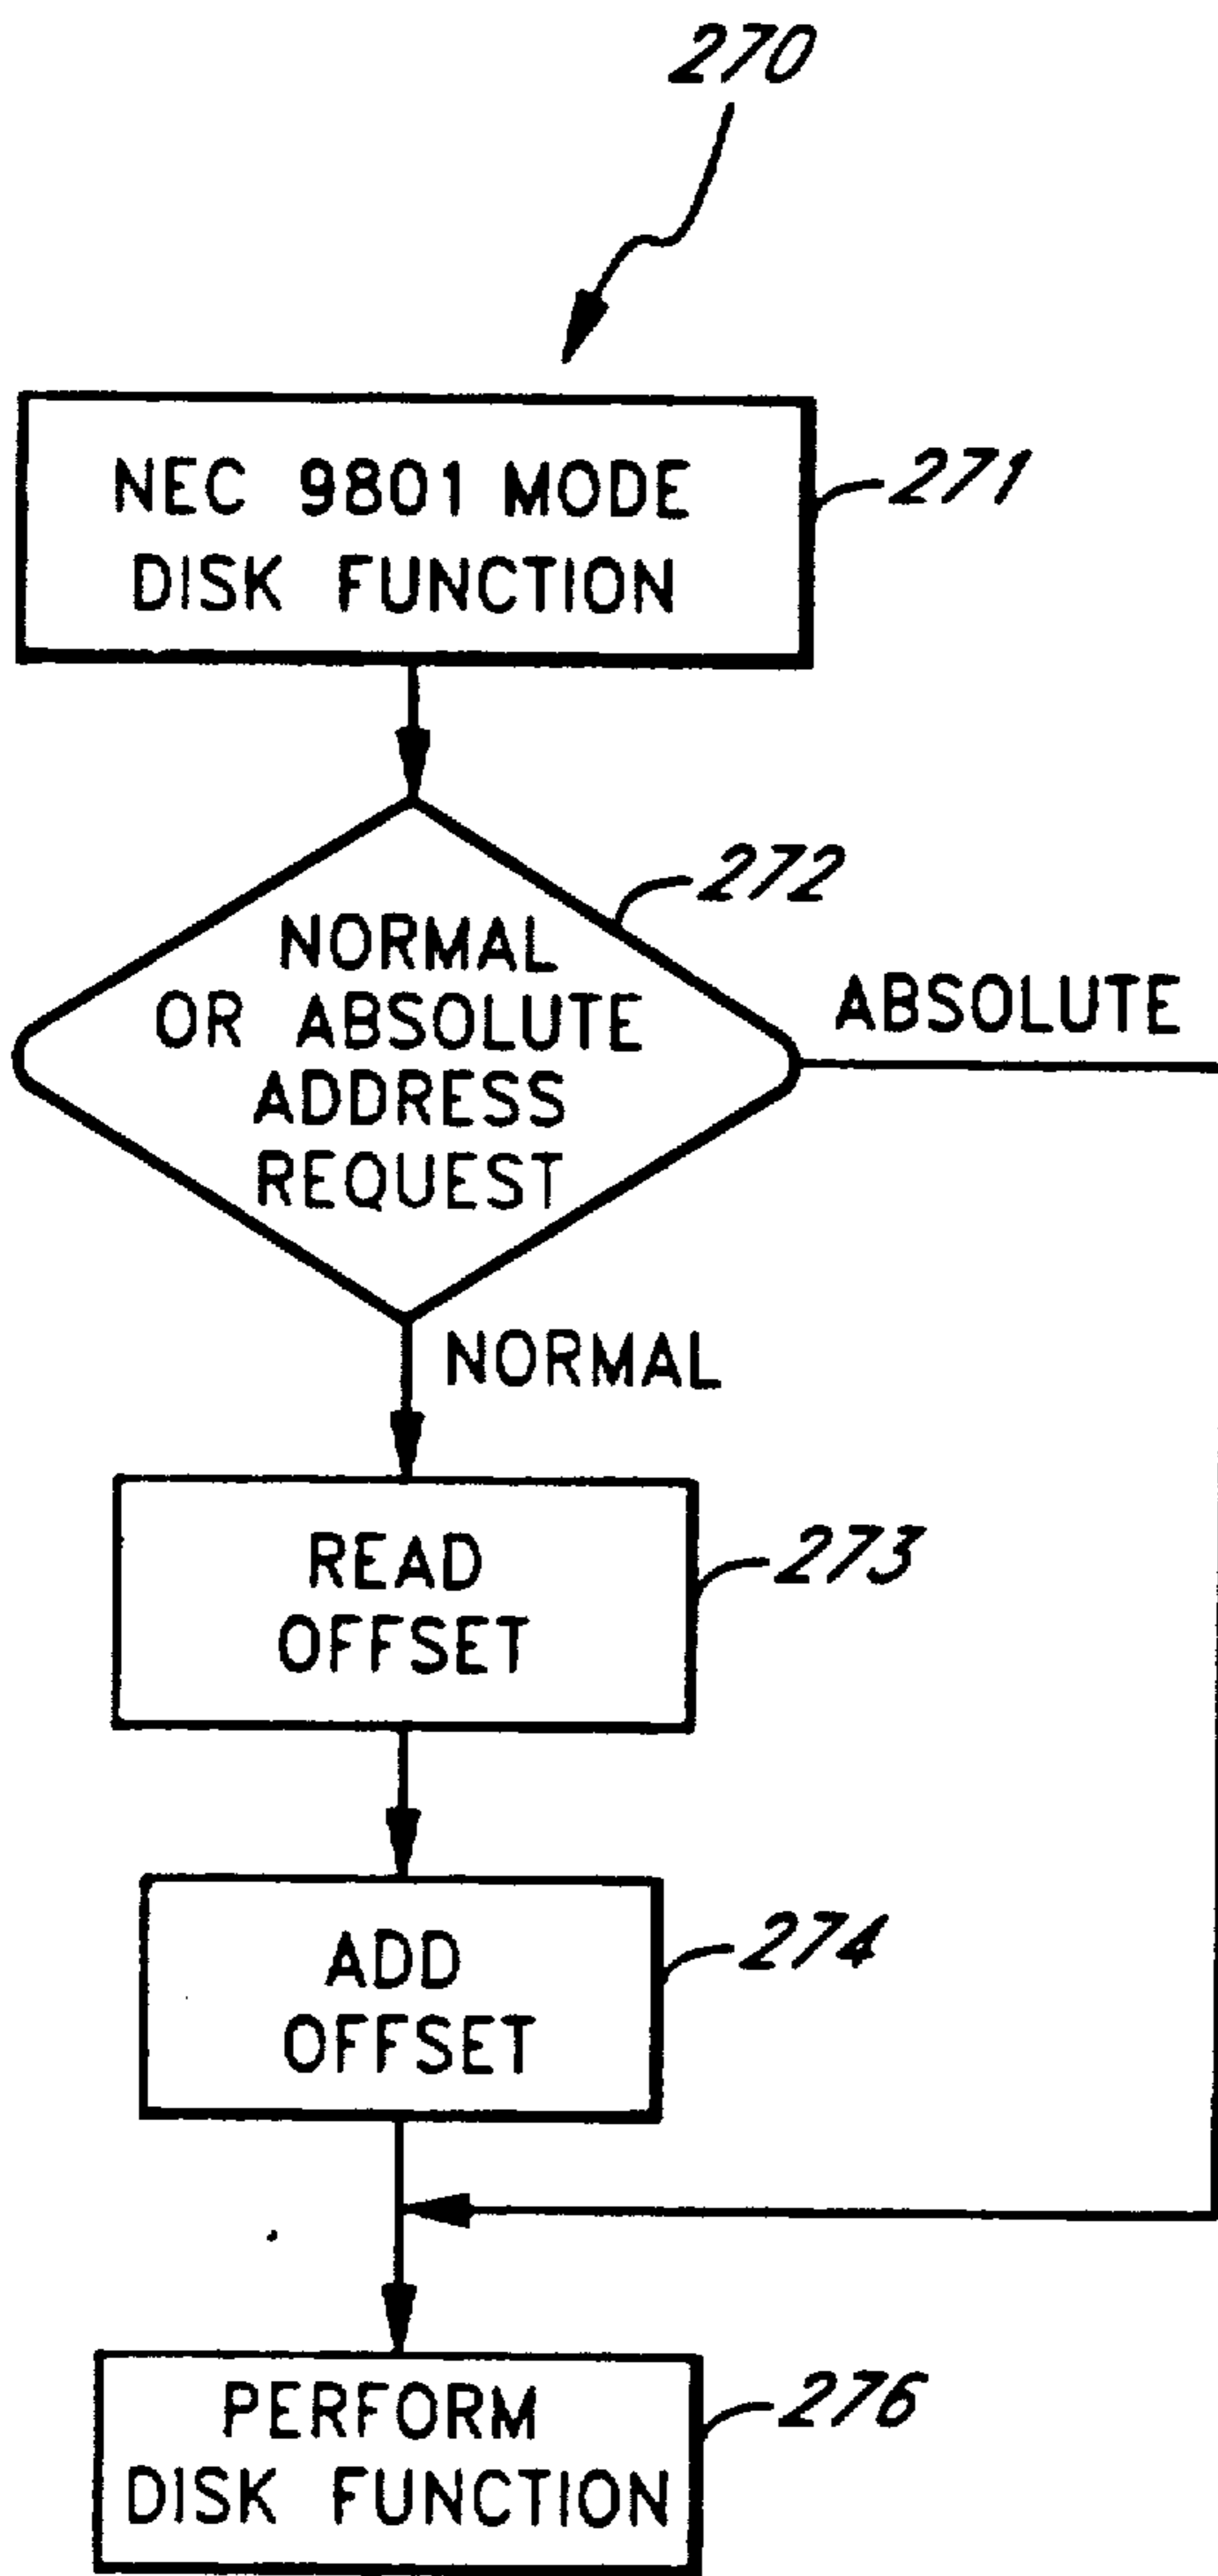 270
NEC 9801 MODE
DISK FUNCTION
271
272
NORMAL
OR ABSOLUTE
ADDRESS
REQUEST
ABSOLUTE
NORMAL
READ
OFFSET
273
ADD
OFFSET
274
PERFORM
DISK FUNCTION
276